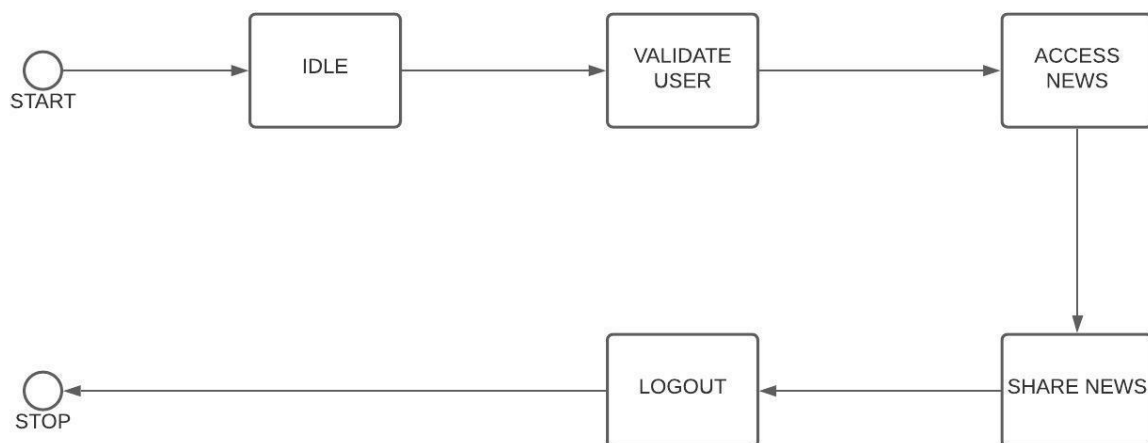 IDLE
VALIDATE
USER
ACCESS
NEWS
START
SHARE NEWS
LOGOUT
STOP